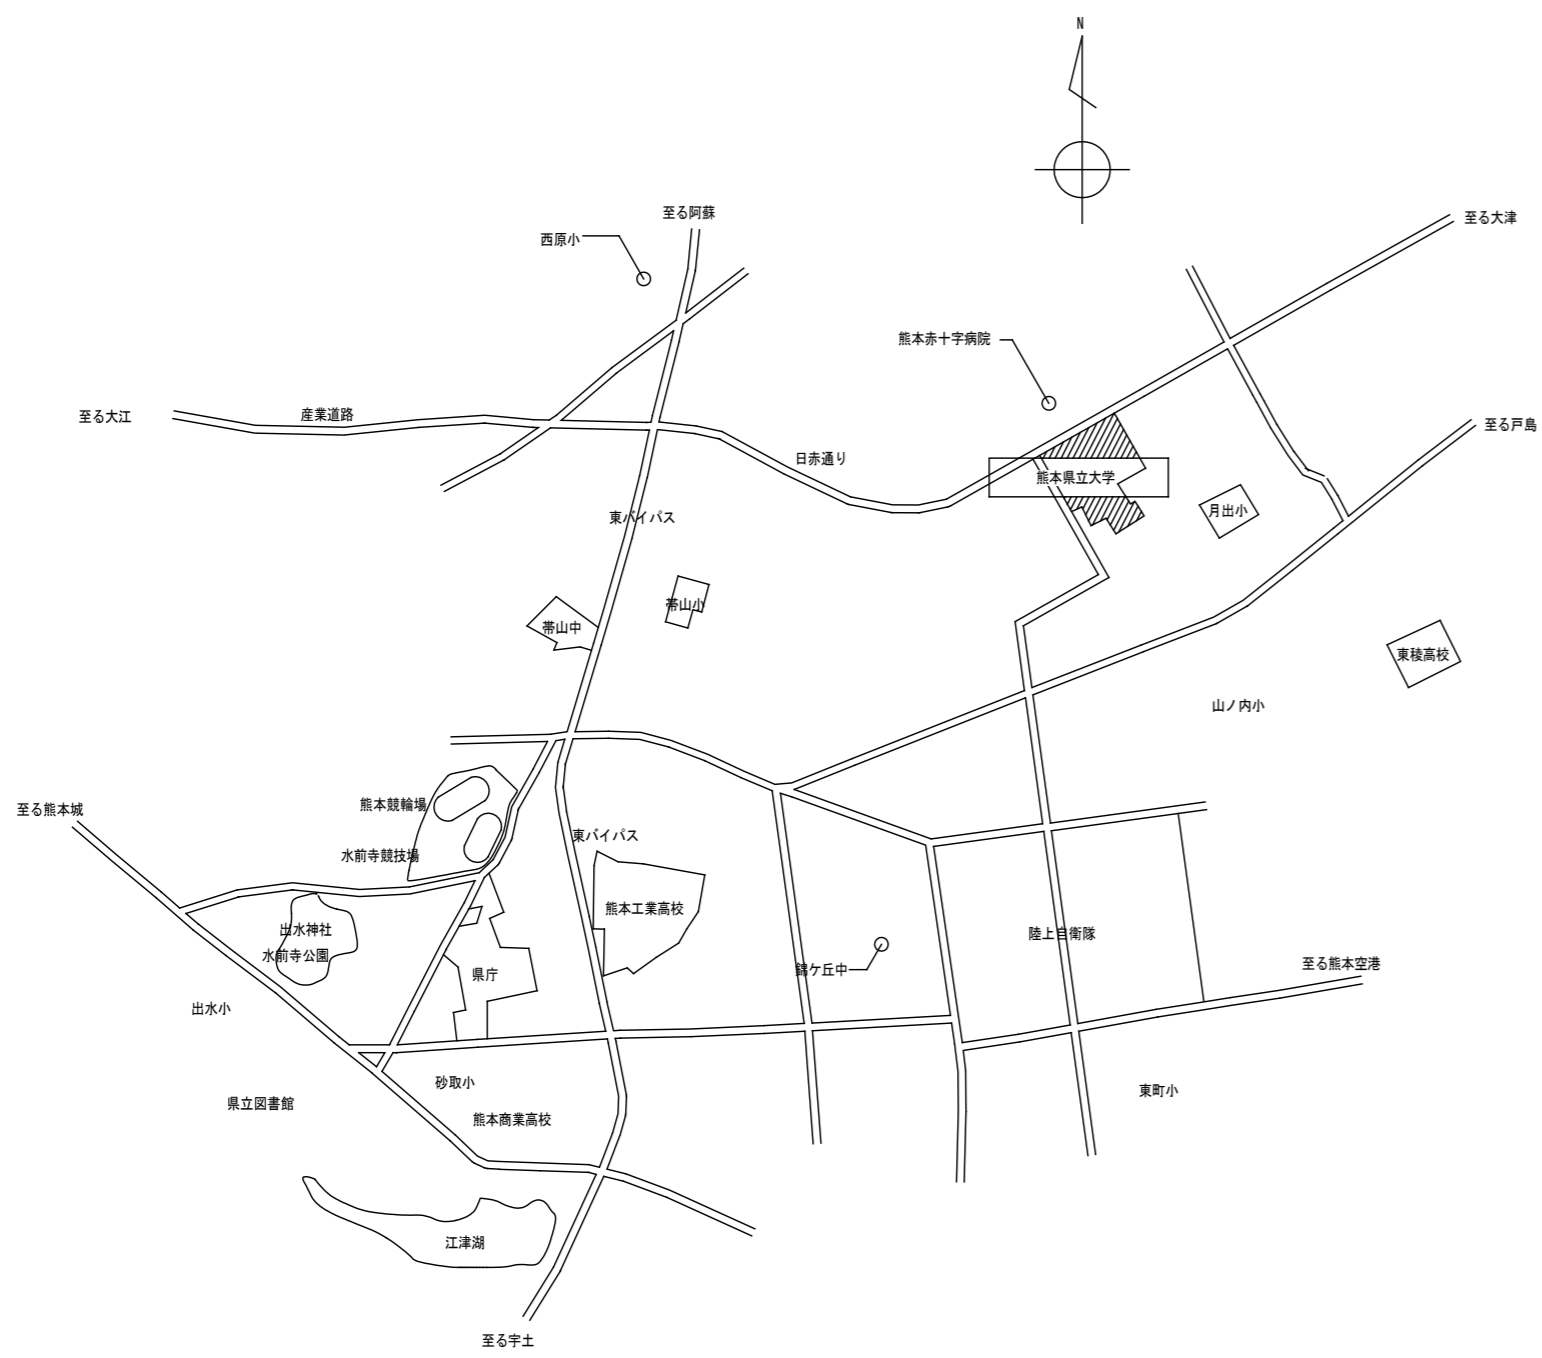 N
至る阿蘇
至る大津
西原小
熊本赤十字病院
至る大江
産業道路
至る戸島
日赤通り
熊本県立大学
月出小
東バイパス
帯山小
帯山中
東稜高校
山ノ内小
熊本競輪場
至る熊本城
東バイパス
水前寺競技場
熊本工業高校
出水神社
陸上自衛隊
水前寺公園
至る熊本空港
錦ケ丘中
県庁
出水小
砂取小
東町小
県立図書館
熊本商業高校
江津湖
至る宇土